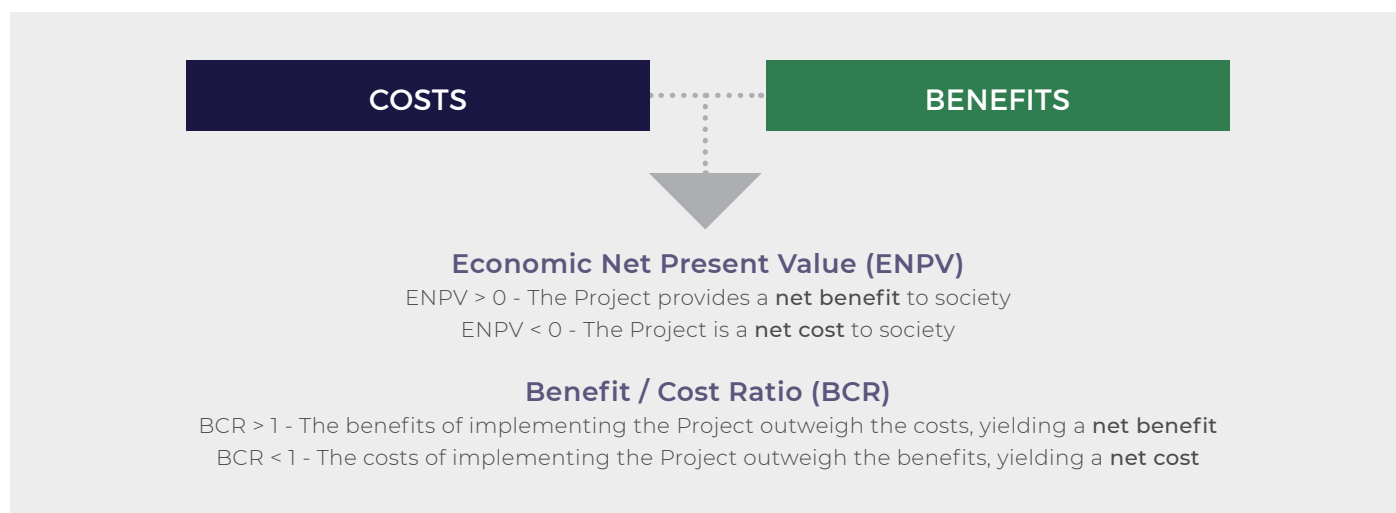 COSTS
BENEFITS
Economic Net Present Value (ENPV)
ENPV > 0 - The Project provides a net benefit to society
ENPV < 0 - The Project is a net cost to society
Benefit / Cost Ratio (BCR)
BCR > 1 - The benefits of implementing the Project outweigh the costs, yielding a net benefit
BCR < 1 - The costs of implementing the Project outweigh the benefits, yielding a net cost